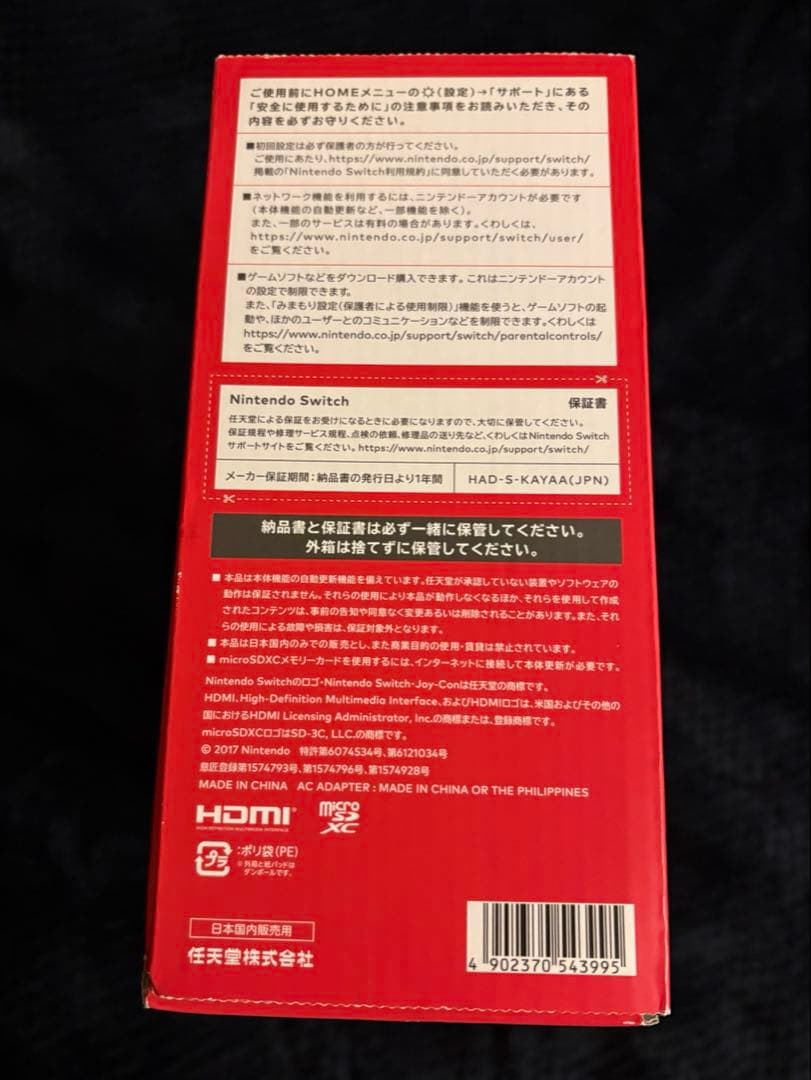 ご使用前にHOMEメニューの(設定)→「サポート」にある
「安全に使用するために」の注意事項をお読みいただき、その
内容を必ずお守りください。
■初回設定は必ず保護者の方が行ってください。
ご使用にあたり、https://www.nintendo.co.jp/support/switch/
掲載の「Nintendo Switch利用規約」に同意していただく必要があります。
■ネットワーク機能を利用するには、ニンテンドーアカウントが必要です
(本体機能の自動更新など、一部機能を除く)。
また、一部のサービスは有料の場合があります。くわしくは、
https://www.nintendo.co.jp/support/switch/user/
をご覧ください。
■ゲームソフトなどをダウンロード購入できます。これはニンテンドーアカウント
の設定で制限できます。
また、「みまもり設定(保護者による使用制限)」機能を使うと、ゲームソフトの起
動や、ほかのユーザーとのコミュニケーションなどを制限できます。くわしくは
https://www.nintendo.co.jp/support/switch/parentalcontrols/
をご覧ください。
Nintendo Switch 保証書
任天堂による保証をお受けになるときに必要になりますので、大切に保管してください。
保証規程や修理サービス規程、点検の依頼、修理品の送り先など、くわしくはNintendo Switch
サポートサイトをご覧ください。https://www.nintendo.co.jp/support/switch/
メーカー保証期間:納品書の発行日より1年間 HAD-S-KAYAA(JPN)
納品書と保証書は必ず一緒に保管してください。
外箱は捨てずに保管してください。
■ 本品は本体機能の自動更新機能を備えています。任天堂が承認していない装置やソフトウェアの
動作は保証されません。それらの使用により本品が動作しなくなるほか、それらを使用して作成
されたコンテンツは、事前の告知や同意なく変更あるいは削除されることがあります。また、それ
らの使用による故障や損害は、保証対象外となります。
■ 本品は日本国内のみでの販売とし、また商業目的の使用・賃貸は禁止されています。
■ microSDXCメモリーカードを使用するには、インターネットに接続して本体更新が必要です。
Nintendo Switchのロゴ・Nintendo Switch・Joy-Conは任天堂の商標です。
HDMI、High-Definition Multimedia Interface、およびHDMIロゴは、米国およびその他の
国におけるHDMI Licensing Administrator, Inc.の商標または、登録商標です。
microSDXCロゴはSD-3C, LLC.の商標です。
© 2017 Nintendo 特許第6074534号、第6121034号
意匠登録第1574793号、第1574796号、第1574928号
MADE IN CHINA AC ADAPTER : MADE IN CHINA OR THE PHILIPPINES
HDMI®
HIGH-DEFINITION MULTIMEDIA INTERFACE
micro
SD
XC
プラ
:ポリ袋(PE)
※外箱と紙パッドは
ダンボールです。
日本国内販売用
任天堂株式会社
4 902370 543995